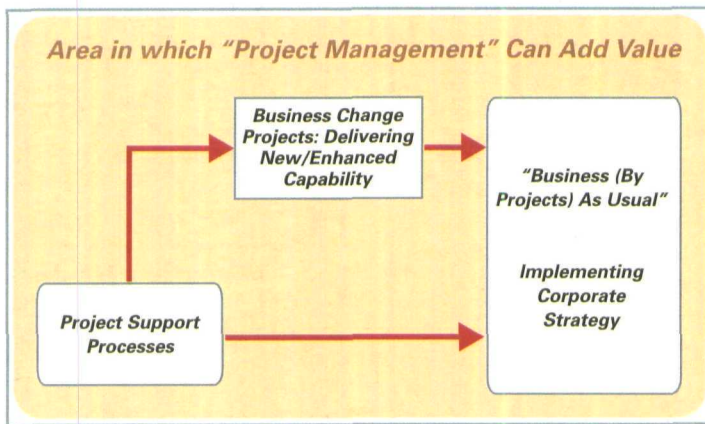 Area in which “Project Management” Can Add Value
Business Change
Projects: Delivering
New/Enhanced
Capability
“Business (By
Projects) As Usual”
Implementing
Corporate
Strategy
Project Support
Processes